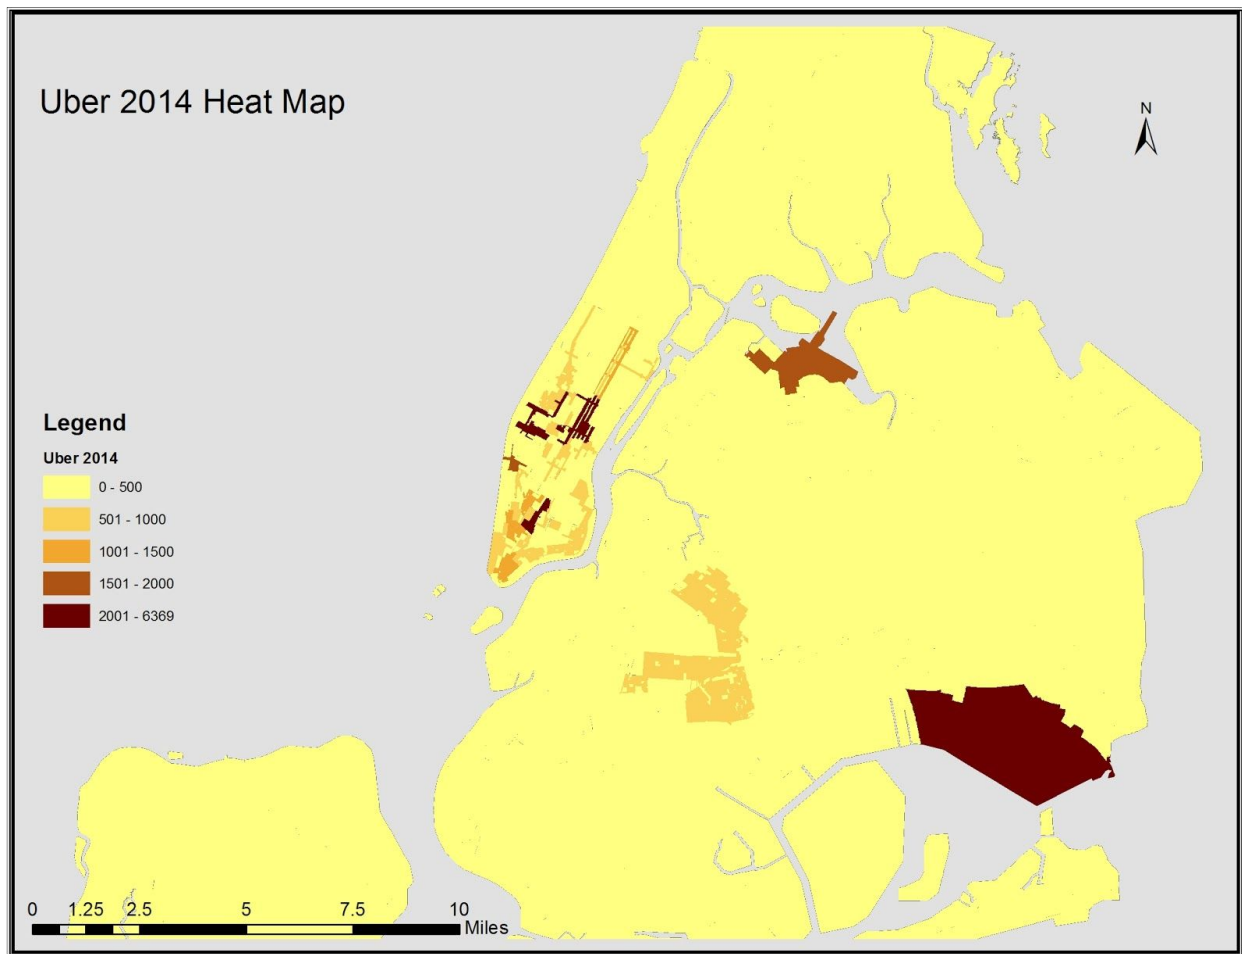 Uber 2014 Heat Map
N
Legend
Uber 2014
0 - 500
501 - 1000
1001 - 1500
1501 - 2000
2001 - 6369
0 1.25 2.5 5 7.5 10
Miles